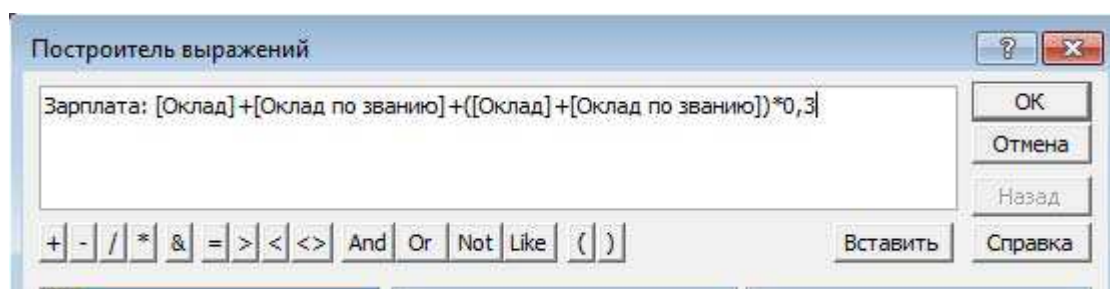 Построитель выражений
?
Зарплата: [Оклад]+[Оклад по званию]+([Оклад]+[Оклад по званию])*0,3
OK
Отмена
Назад
+ - / * & = > < <> And Or Not Like ( ) Вставить Справка